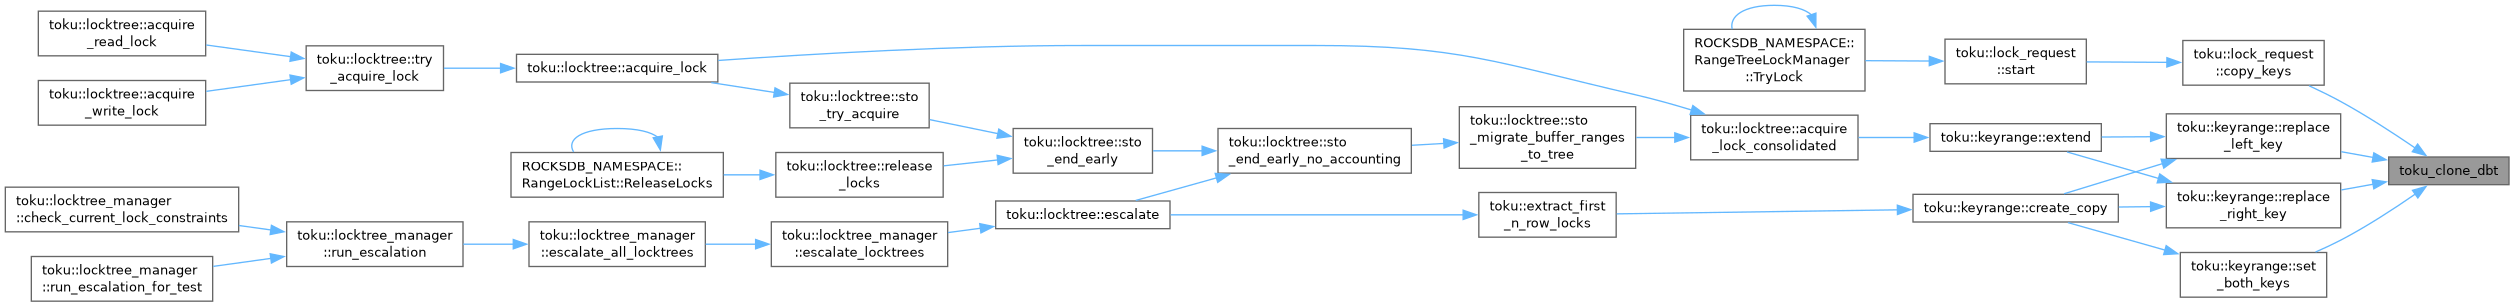 toku::locktree::acquire
_read_lock
toku::locktree::acquire
_write_lock
toku::locktree::try
_acquire_lock
toku::locktree::acquire_lock
toku::locktree::sto
_try_acquire
ROCKSDB_NAMESPACE::
RangeLockList::ReleaseLocks
toku::locktree::release
_locks
toku::locktree::sto
_end_early
toku::locktree::sto
_end_early_no_accounting
toku::locktree::sto
_migrate_buffer_ranges
_to_tree
toku::locktree::acquire
_lock_consolidated
ROCKSDB_NAMESPACE::
RangeTreeLockManager
::TryLock
toku::lock_request
::start
toku::lock_request
::copy_keys
toku::keyrange::extend
toku::keyrange::replace
_left_key
toku_clone_dbt
toku::keyrange::replace
_right_key
toku::keyrange::create_copy
toku::keyrange::set
_both_keys
toku::extract_first
_n_row_locks
toku::locktree::escalate
toku::locktree_manager
::escalate_locktrees
toku::locktree_manager
::escalate_all_locktrees
toku::locktree_manager
::run_escalation
toku::locktree_manager
::check_current_lock_constraints
toku::locktree_manager
::run_escalation_for_test